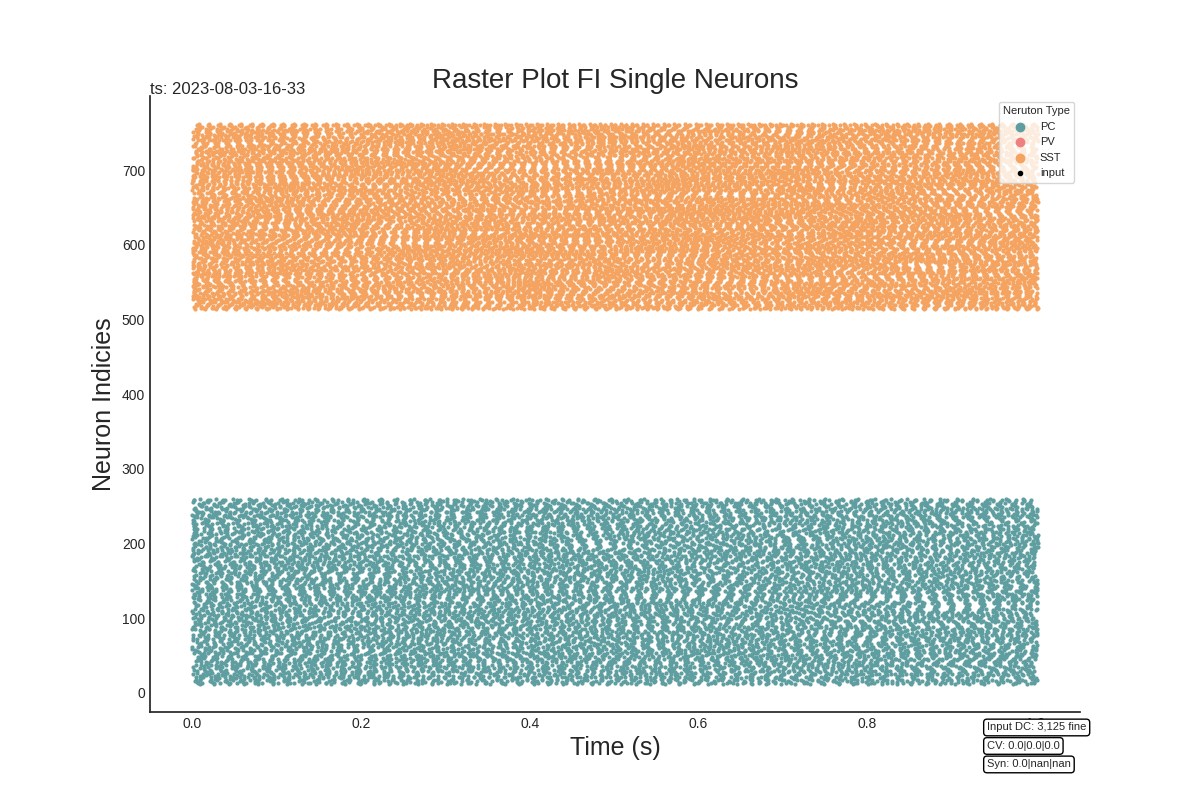 Raster Plot FI Single Neurons
ts: 2023-08-03-16-33
Neruton Type
PC
PV
SST
input
Neuron Indicies
700
600
500
400
300
200
100
0
0.0 0.2 0.4 0.6 0.8
Time (s)
Input DC: 3,125 fine
CV: 0.0|0.0|0.0
Syn: 0.0|nan|nan